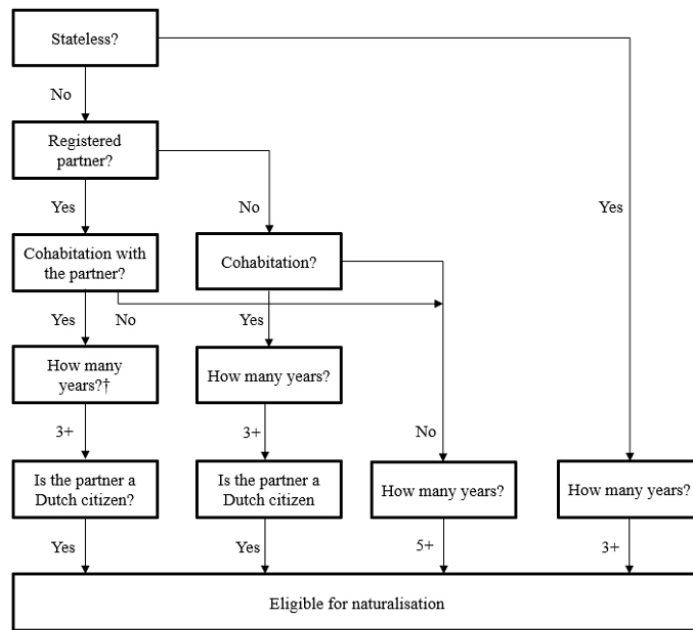 Stateless?
No
Registered
partner?
Yes
No
Yes
Cohabitation with
the partner?
Cohabitation?
Yes
No
Yes
How many
years?†
How many years?
3+
3+
No
Is the partner a
Dutch citizen?
Is the partner a
Dutch citizen
How many years?
How many years?
Yes
Yes
5+
3+
Eligible for naturalisation